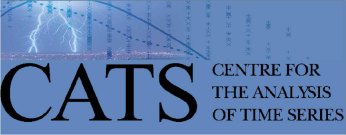 CATS
CENTRE FOR
THE ANALYSIS
OF TIME SERIES